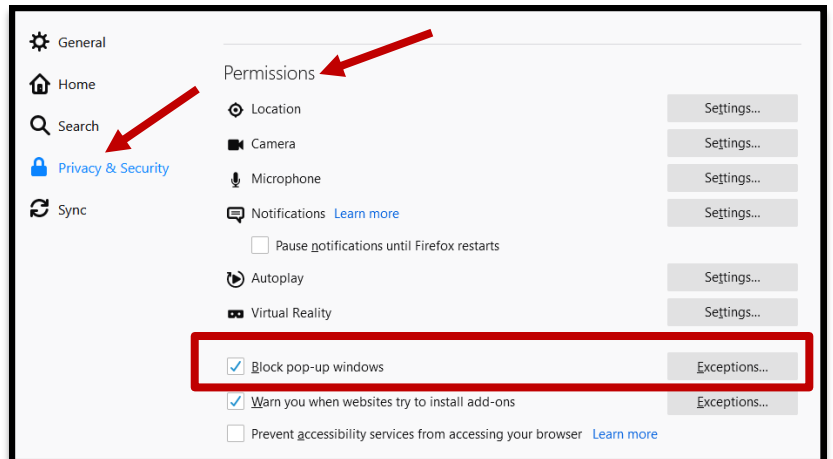 General
Home
Search
Privacy & Security
Sync
Permissions
Location Settings...
Camera Settings...
Microphone Settings...
Notifications Learn more Settings...
Pause notifications until Firefox restarts
Autoplay Settings...
Virtual Reality Settings...
Block pop-up windows Exceptions...
Warn you when websites try to install add-ons Exceptions...
Prevent accessibility services from accessing your browser Learn more